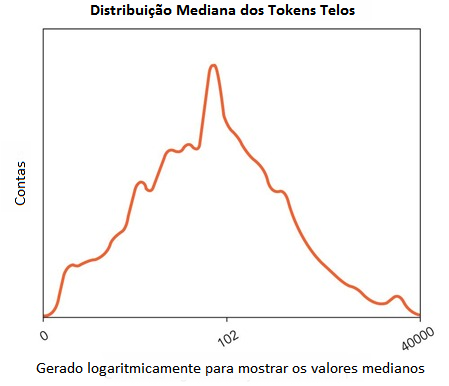 Distribuição Mediana dos Tokens Telos
Contas
0
102
40000
Gerado logaritmicamente para mostrar os valores medianos